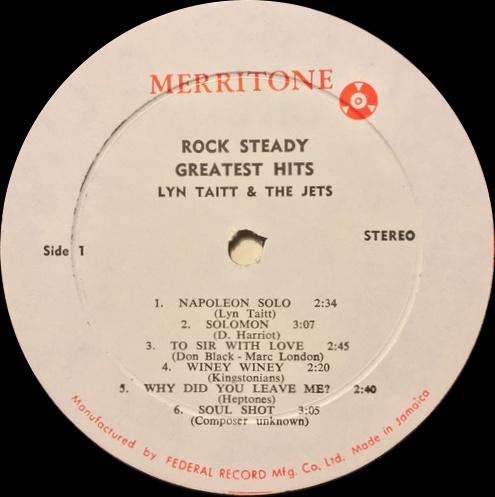 MERRITONE
ROCK STEADY
GREATEST HITS
LYN TAITT & THE JETS
Side 1
STEREO
1. NAPOLEON SOLO 2:34
(Lyn Taitt)
2. SOLOMON 3:07
(D. Harriot)
3. TO SIR WITH LOVE 2:45
(Don Black - Marc London)
4. WINEY WINEY 2:20
(Kingstonians)
5. WHY DID YOU LEAVE ME? 2:40
(Heptones)
6. SOUL SHOT 3:05
(Composer unknown)
Manufactured by FEDERAL RECORD Mfg. Co. Ltd. Made in Jamaica